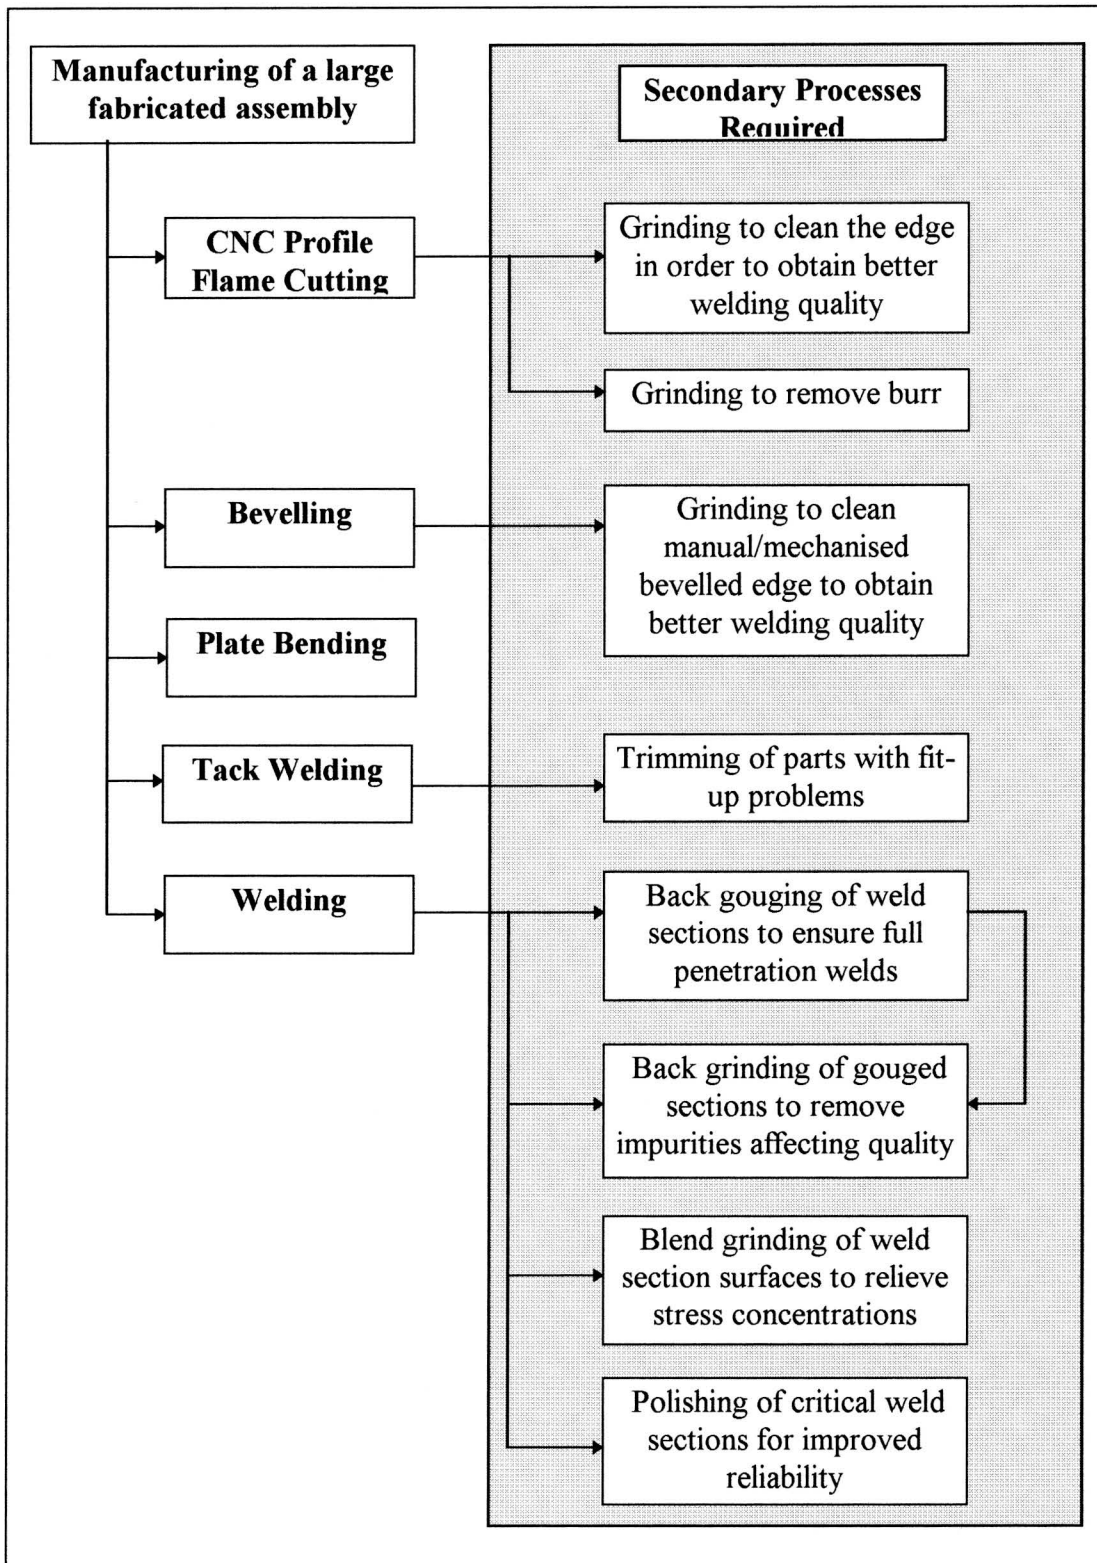 Manufacturing of a large
fabricated assembly
Secondary Processes
Required
CNC Profile
Flame Cutting
Grinding to clean the edge
in order to obtain better
welding quality
Grinding to remove burr
Bevelling
Grinding to clean
manual/mechanised
bevelled edge to obtain
better welding quality
Plate Bending
Tack Welding
Trimming of parts with fit-
up problems
Welding
Back gouging of weld
sections to ensure full
penetration welds
Back grinding of gouged
sections to remove
impurities affecting quality
Blend grinding of weld
section surfaces to relieve
stress concentrations
Polishing of critical weld
sections for improved
reliability